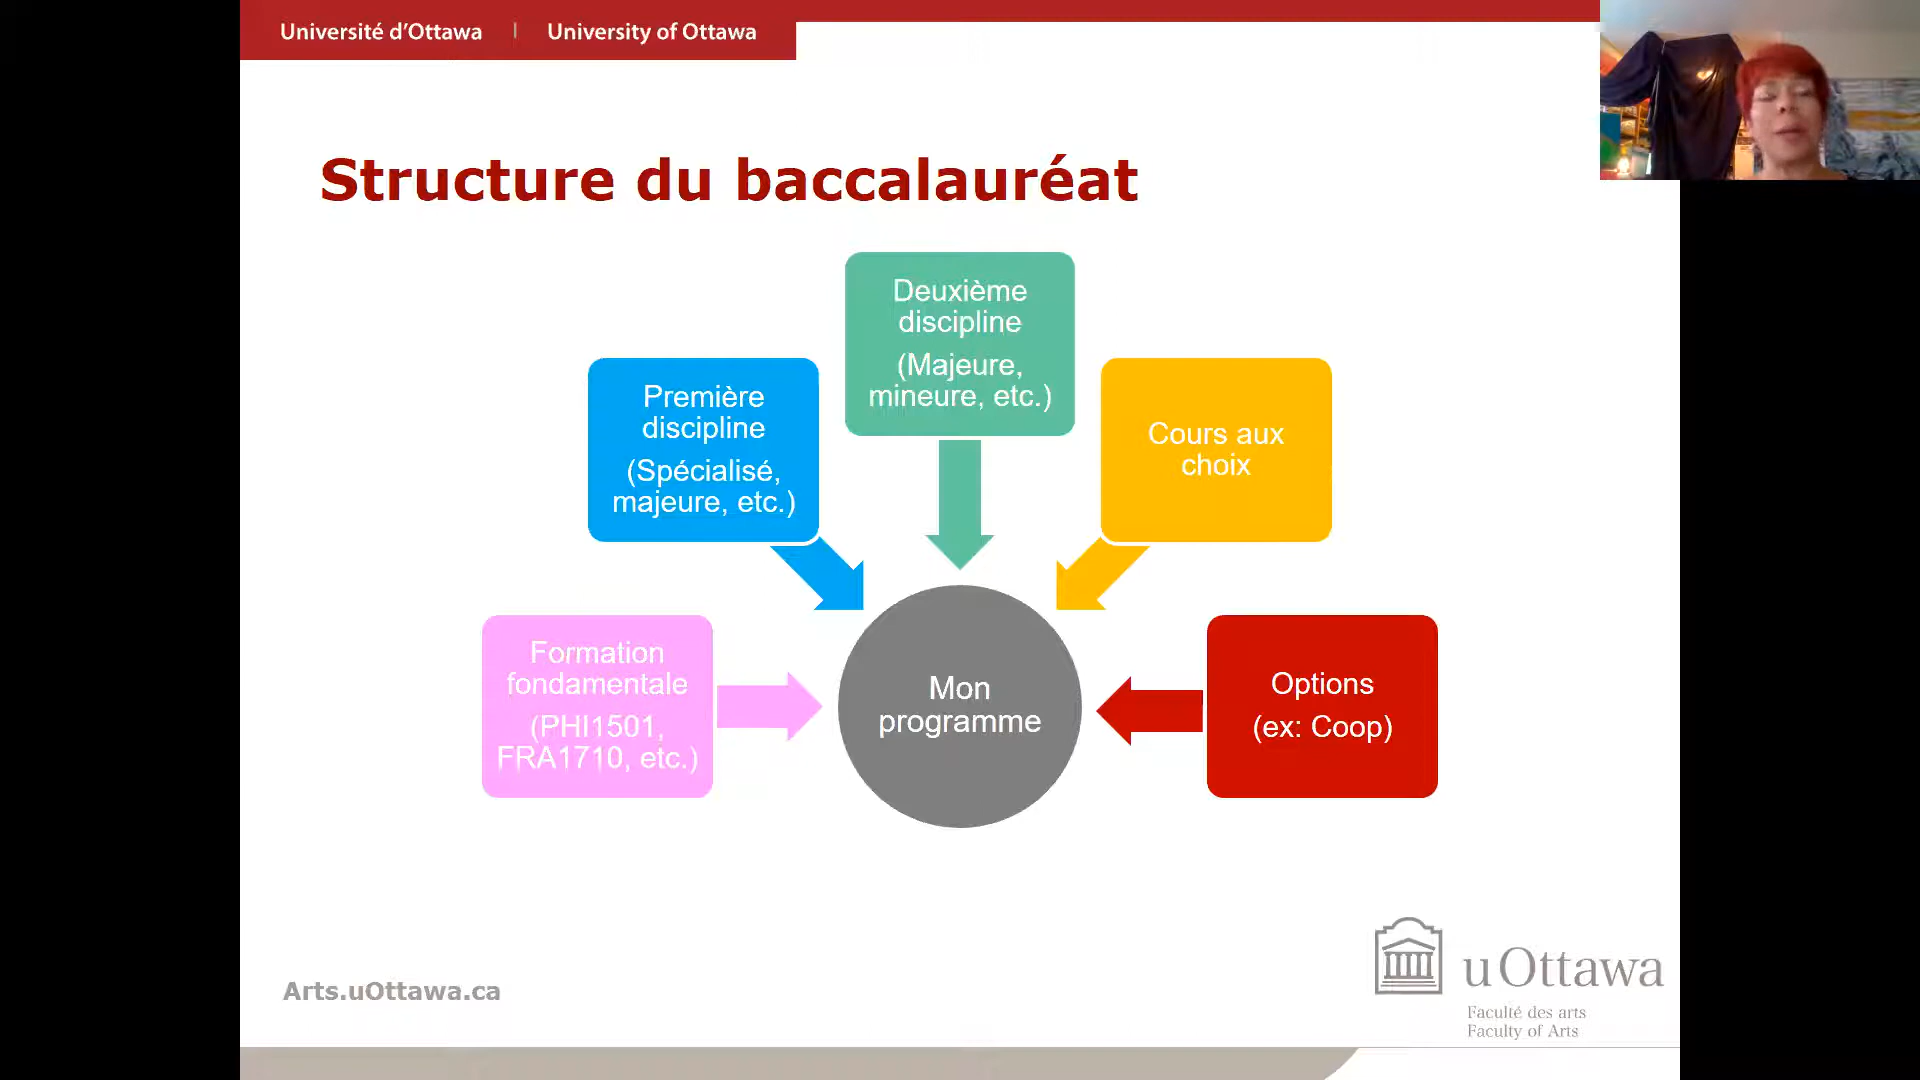 Université d'Ottawa | University of Ottawa
Structure du baccalauréat
Deuxième
discipline
(Majeure,
mineure, etc.)
Première
discipline
(Spécialisé,
majeure, etc.)
Cours aux
choix
Formation
fondamentale
(PHI1501,
FRA1710, etc.)
Mon
programme
Options
(ex: Coop)
Arts.uOttawa.ca
uOttawa
Faculté des arts
Faculty of Arts